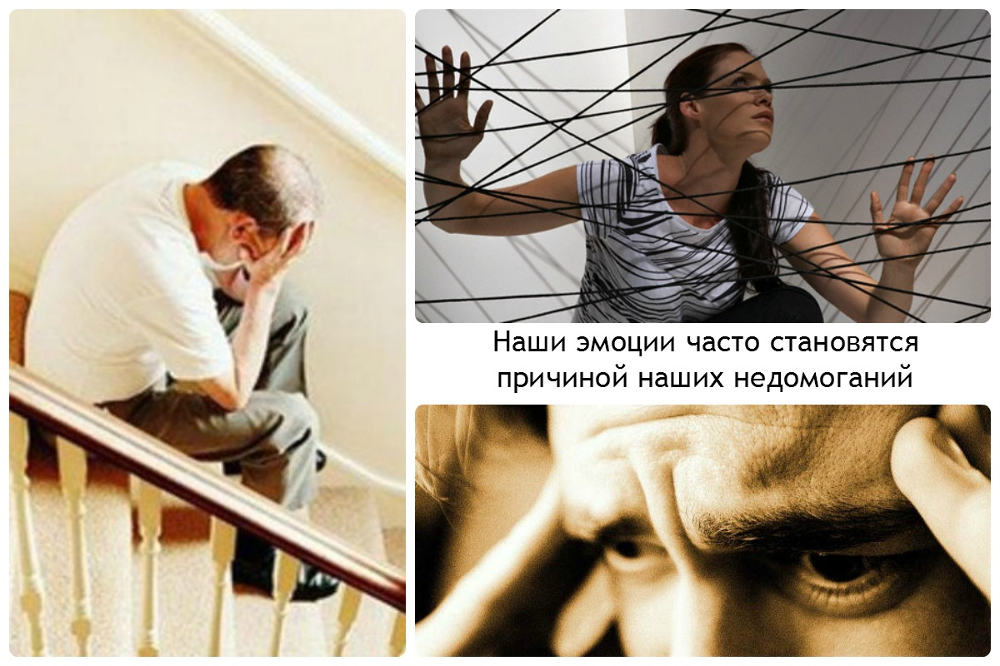 Наши эмоции часто становятся
причиной наших недомоганий